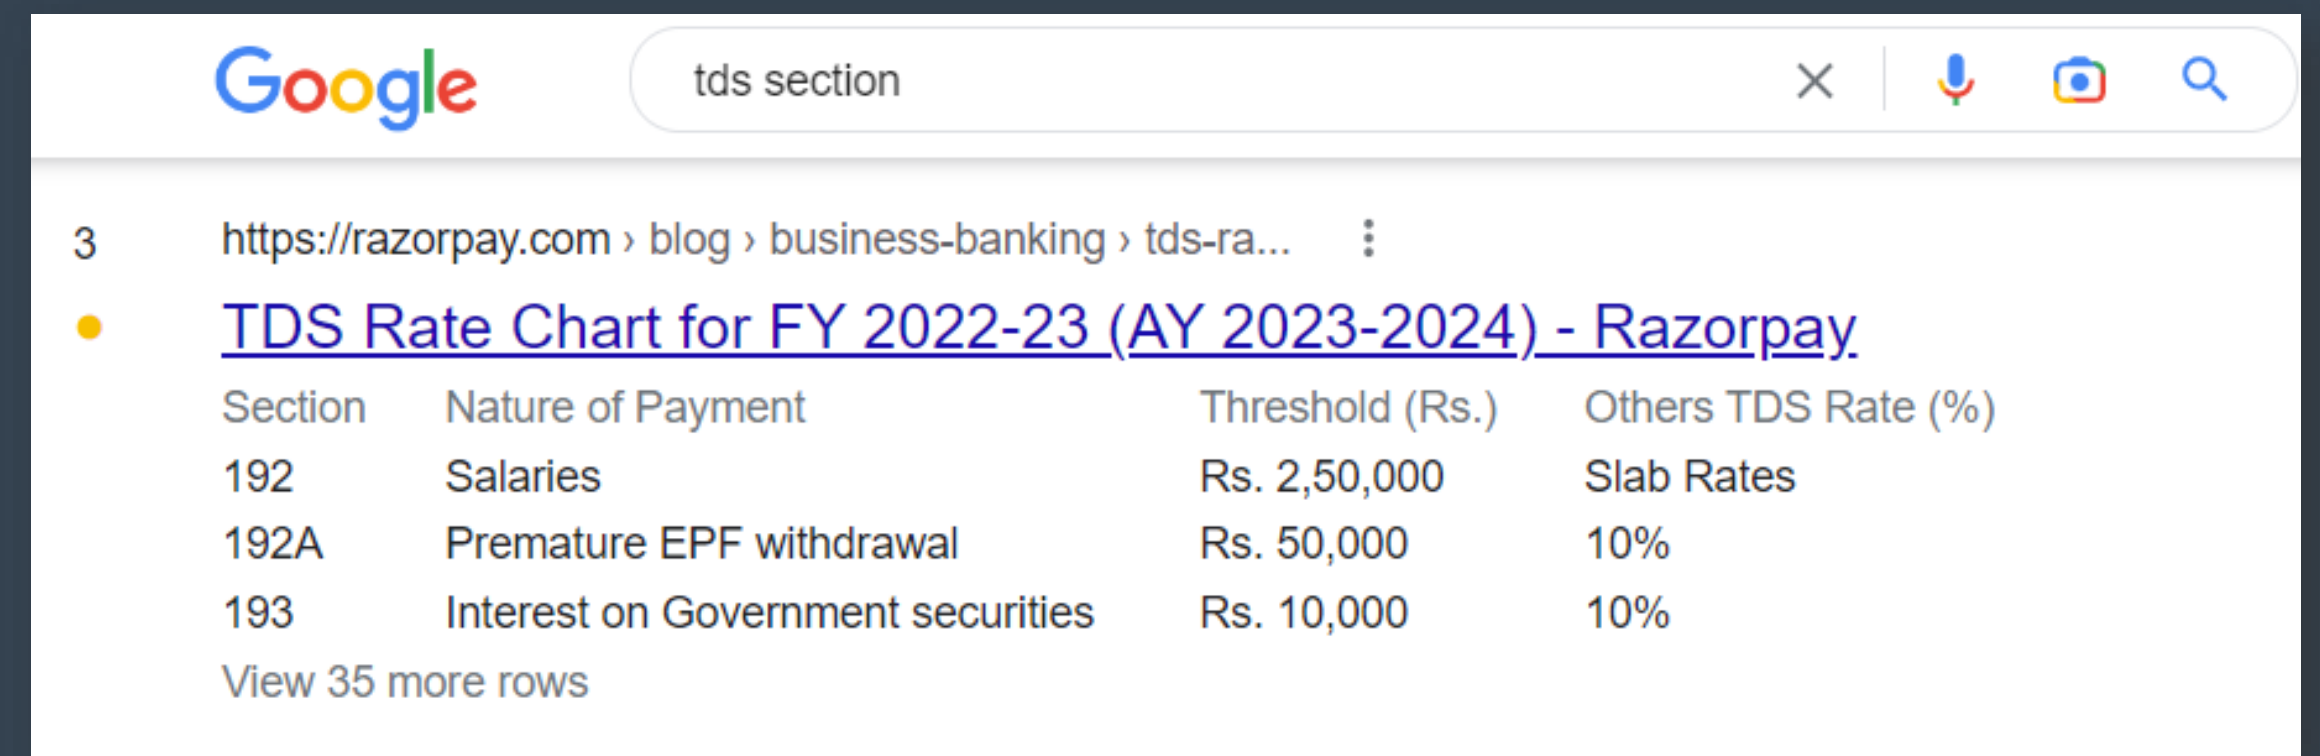 Google tds section
3 https://razorpay.com › blog › business-banking › tds-ra...
TDS Rate Chart for FY 2022-23 (AY 2023-2024) - Razorpay
Section Nature of Payment Threshold (Rs.) Others TDS Rate (%)
192 Salaries Rs. 2,50,000 Slab Rates
192A Premature EPF withdrawal Rs. 50,000 10%
193 Interest on Government securities Rs. 10,000 10%
View 35 more rows